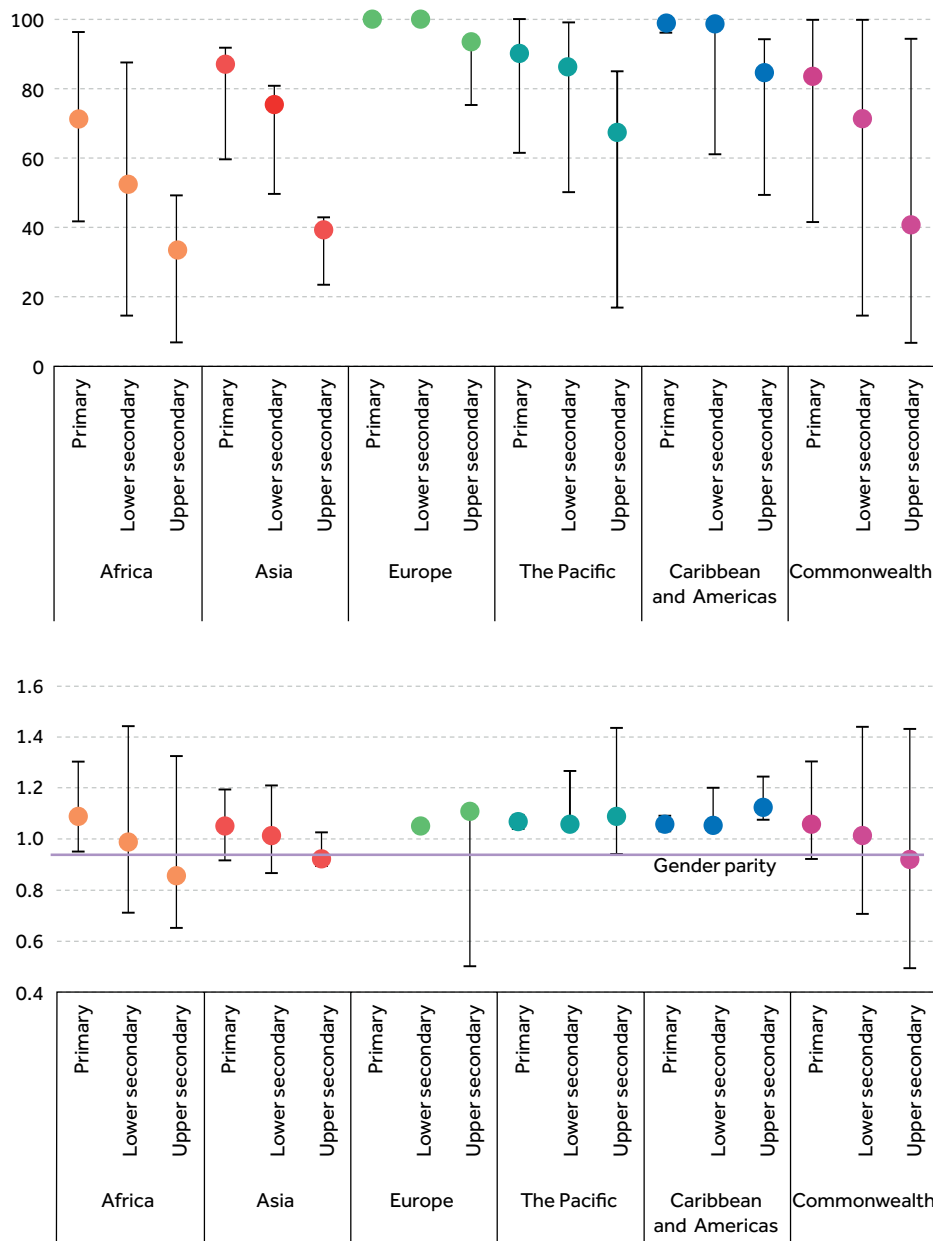 100
80
60
40
20
0
Primary
Lower secondary
Upper secondary
Primary
Lower secondary
Upper secondary
Primary
Lower secondary
Upper secondary
Primary
Lower secondary
Upper secondary
Primary
Lower secondary
Upper secondary
Primary
Lower secondary
Upper secondary
Africa
Asia
Europe
The Pacific
Caribbean
and Americas
Commonwealth
1.6
1.4
1.2
1.0
0.8
0.6
0.4
Gender parity
Primary
Lower secondary
Upper secondary
Primary
Lower secondary
Upper secondary
Primary
Lower secondary
Upper secondary
Primary
Lower secondary
Upper secondary
Primary
Lower secondary
Upper secondary
Primary
Lower secondary
Upper secondary
Africa
Asia
Europe
The Pacific
Caribbean
and Americas
Commonwealth